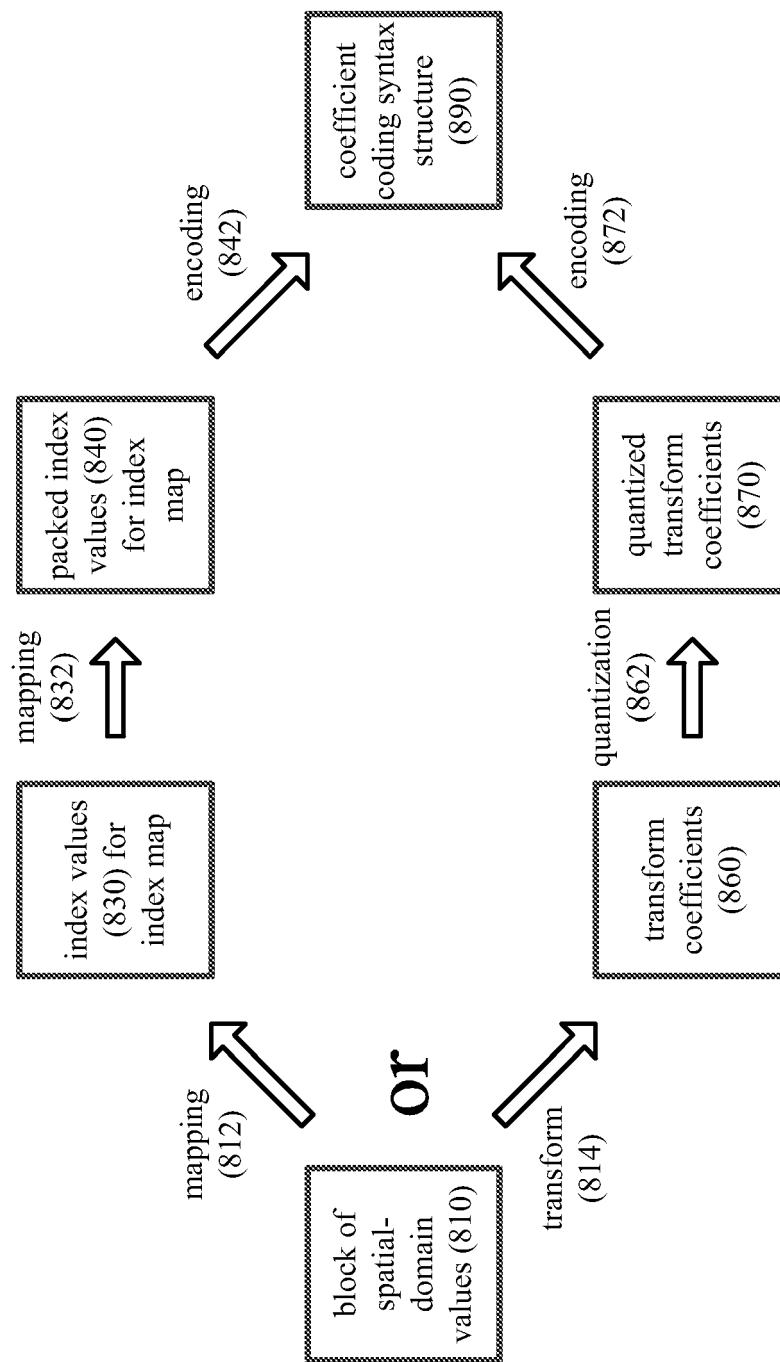 block of
spatial-
domain
values (810)
mapping
(812)
or
transform
(814)
index values
(830) for
index map
mapping
(832)
packed index
values (840)
for index
map
encoding
(842)
transform
coefficients
(860)
quantization
(862)
quantized
transform
coefficients
(870)
encoding
(872)
coefficient
coding syntax
structure
(890)